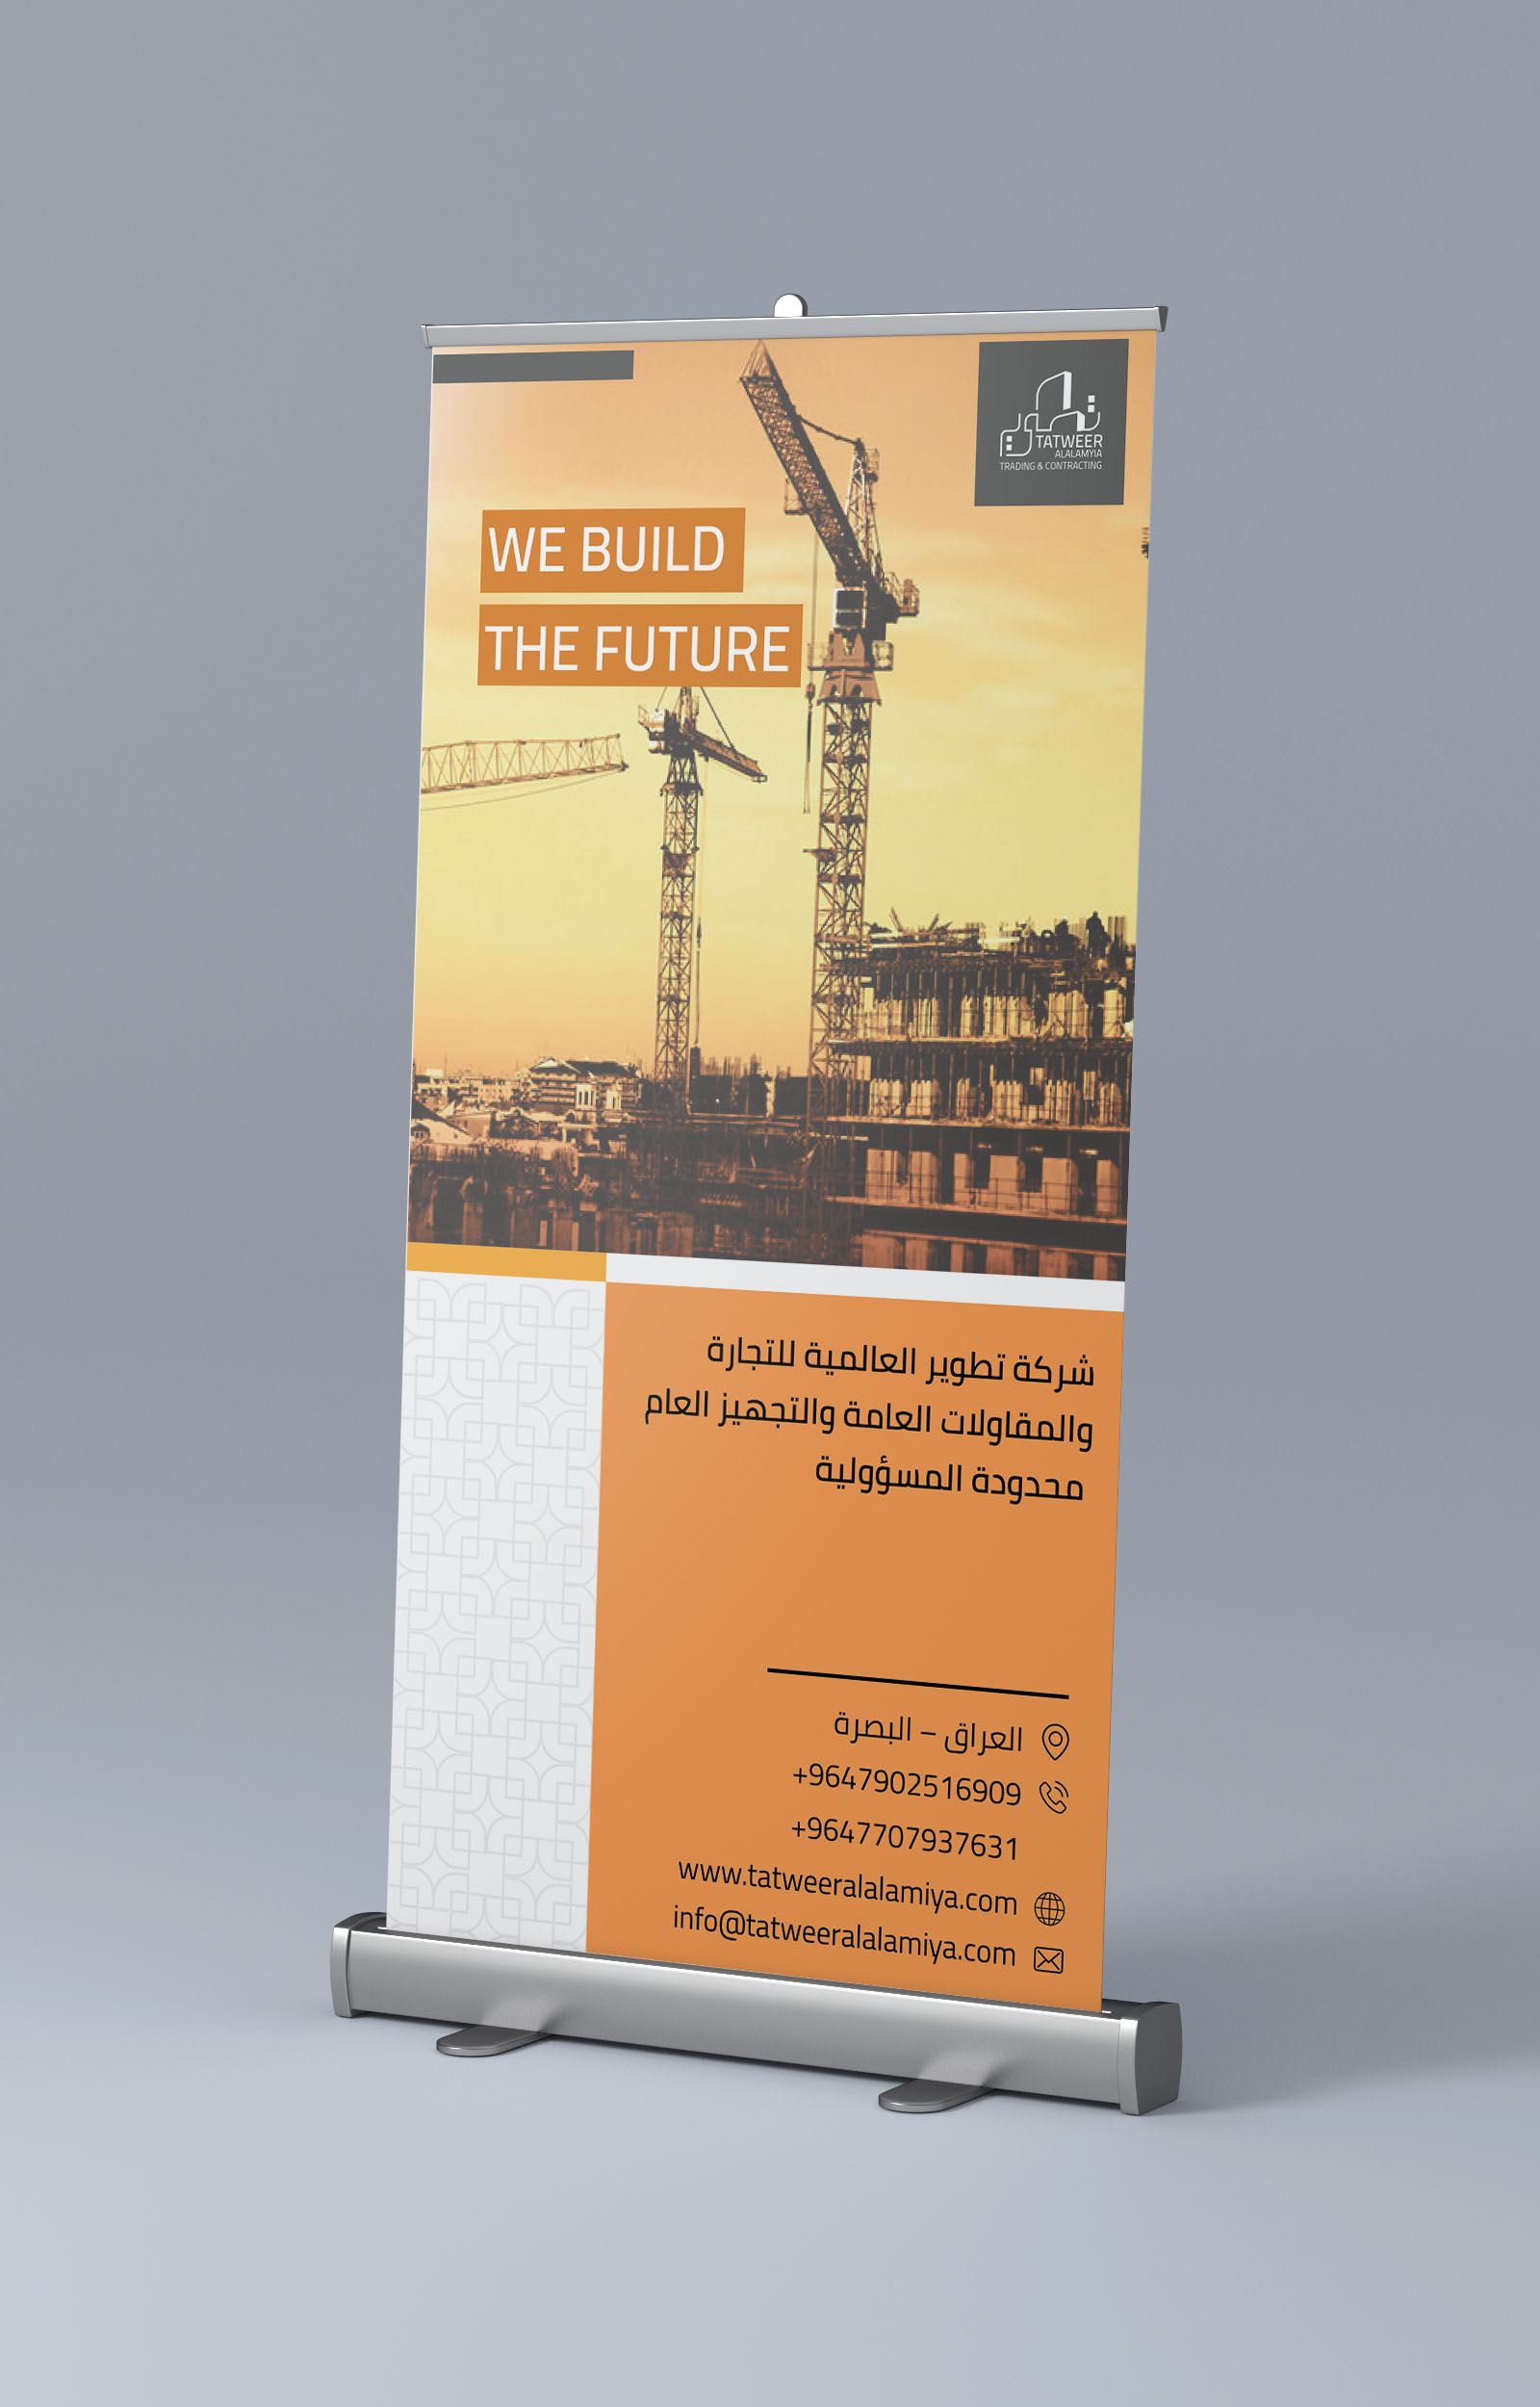 تطوير
TATWEER
ALALAMYIA
TRADING & CONTRACTING
WE BUILD
THE FUTURE
شركة تطوير العالمية للتجارة
والمقاولات العامة والتجهيز العام
محدودة المسؤولية
العراق – البصرة
+9647902516909
+9647707937631
www.tatweeralalamiya.com
info@tatweeralalamiya.com